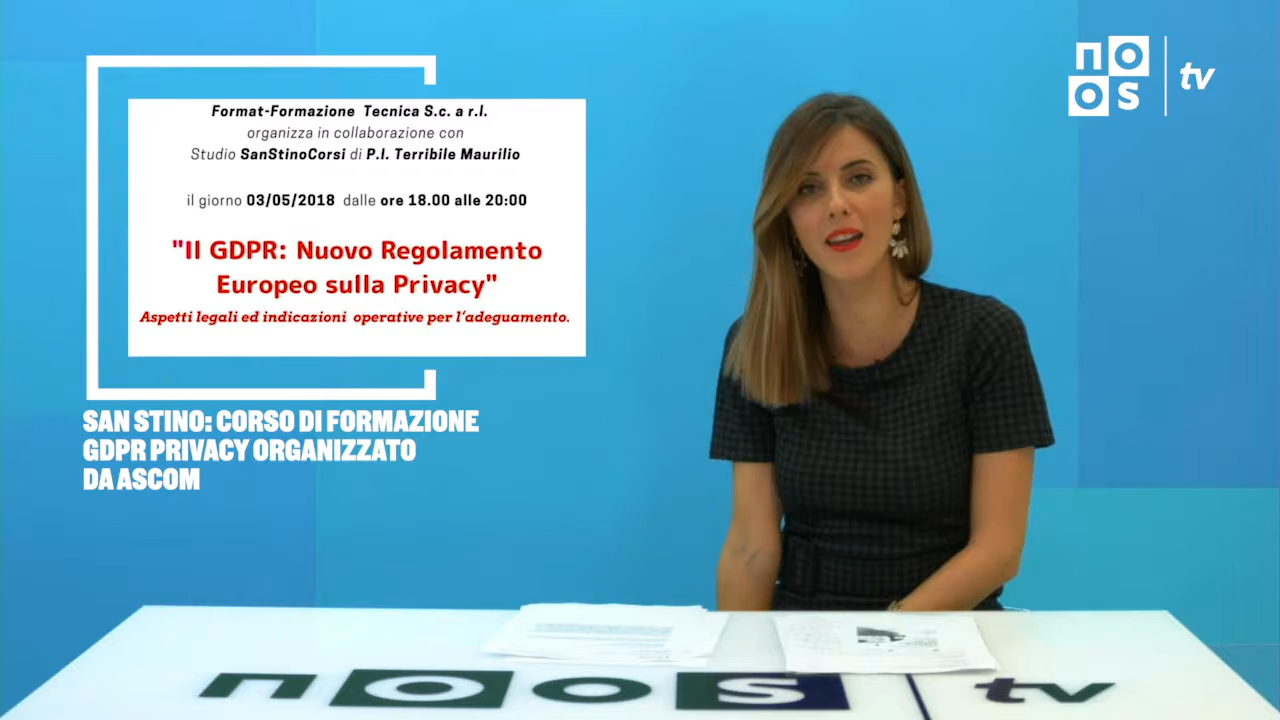 Format-Formazione Tecnica S.c. a r.l.
organizza in collaborazione con
Studio SanStinoCorsi di P.I. Terribile Maurilio
il giorno 03/05/2018 dalle ore 18.00 alle 20:00
"Il GDPR: Nuovo Regolamento
Europeo sulla Privacy"
Aspetti legali ed indicazioni operative per l'adeguamento.
SAN STINO: CORSO DI FORMAZIONE
GDPR PRIVACY ORGANIZZATO
DA ASCOM
no
os
tv
noos tv